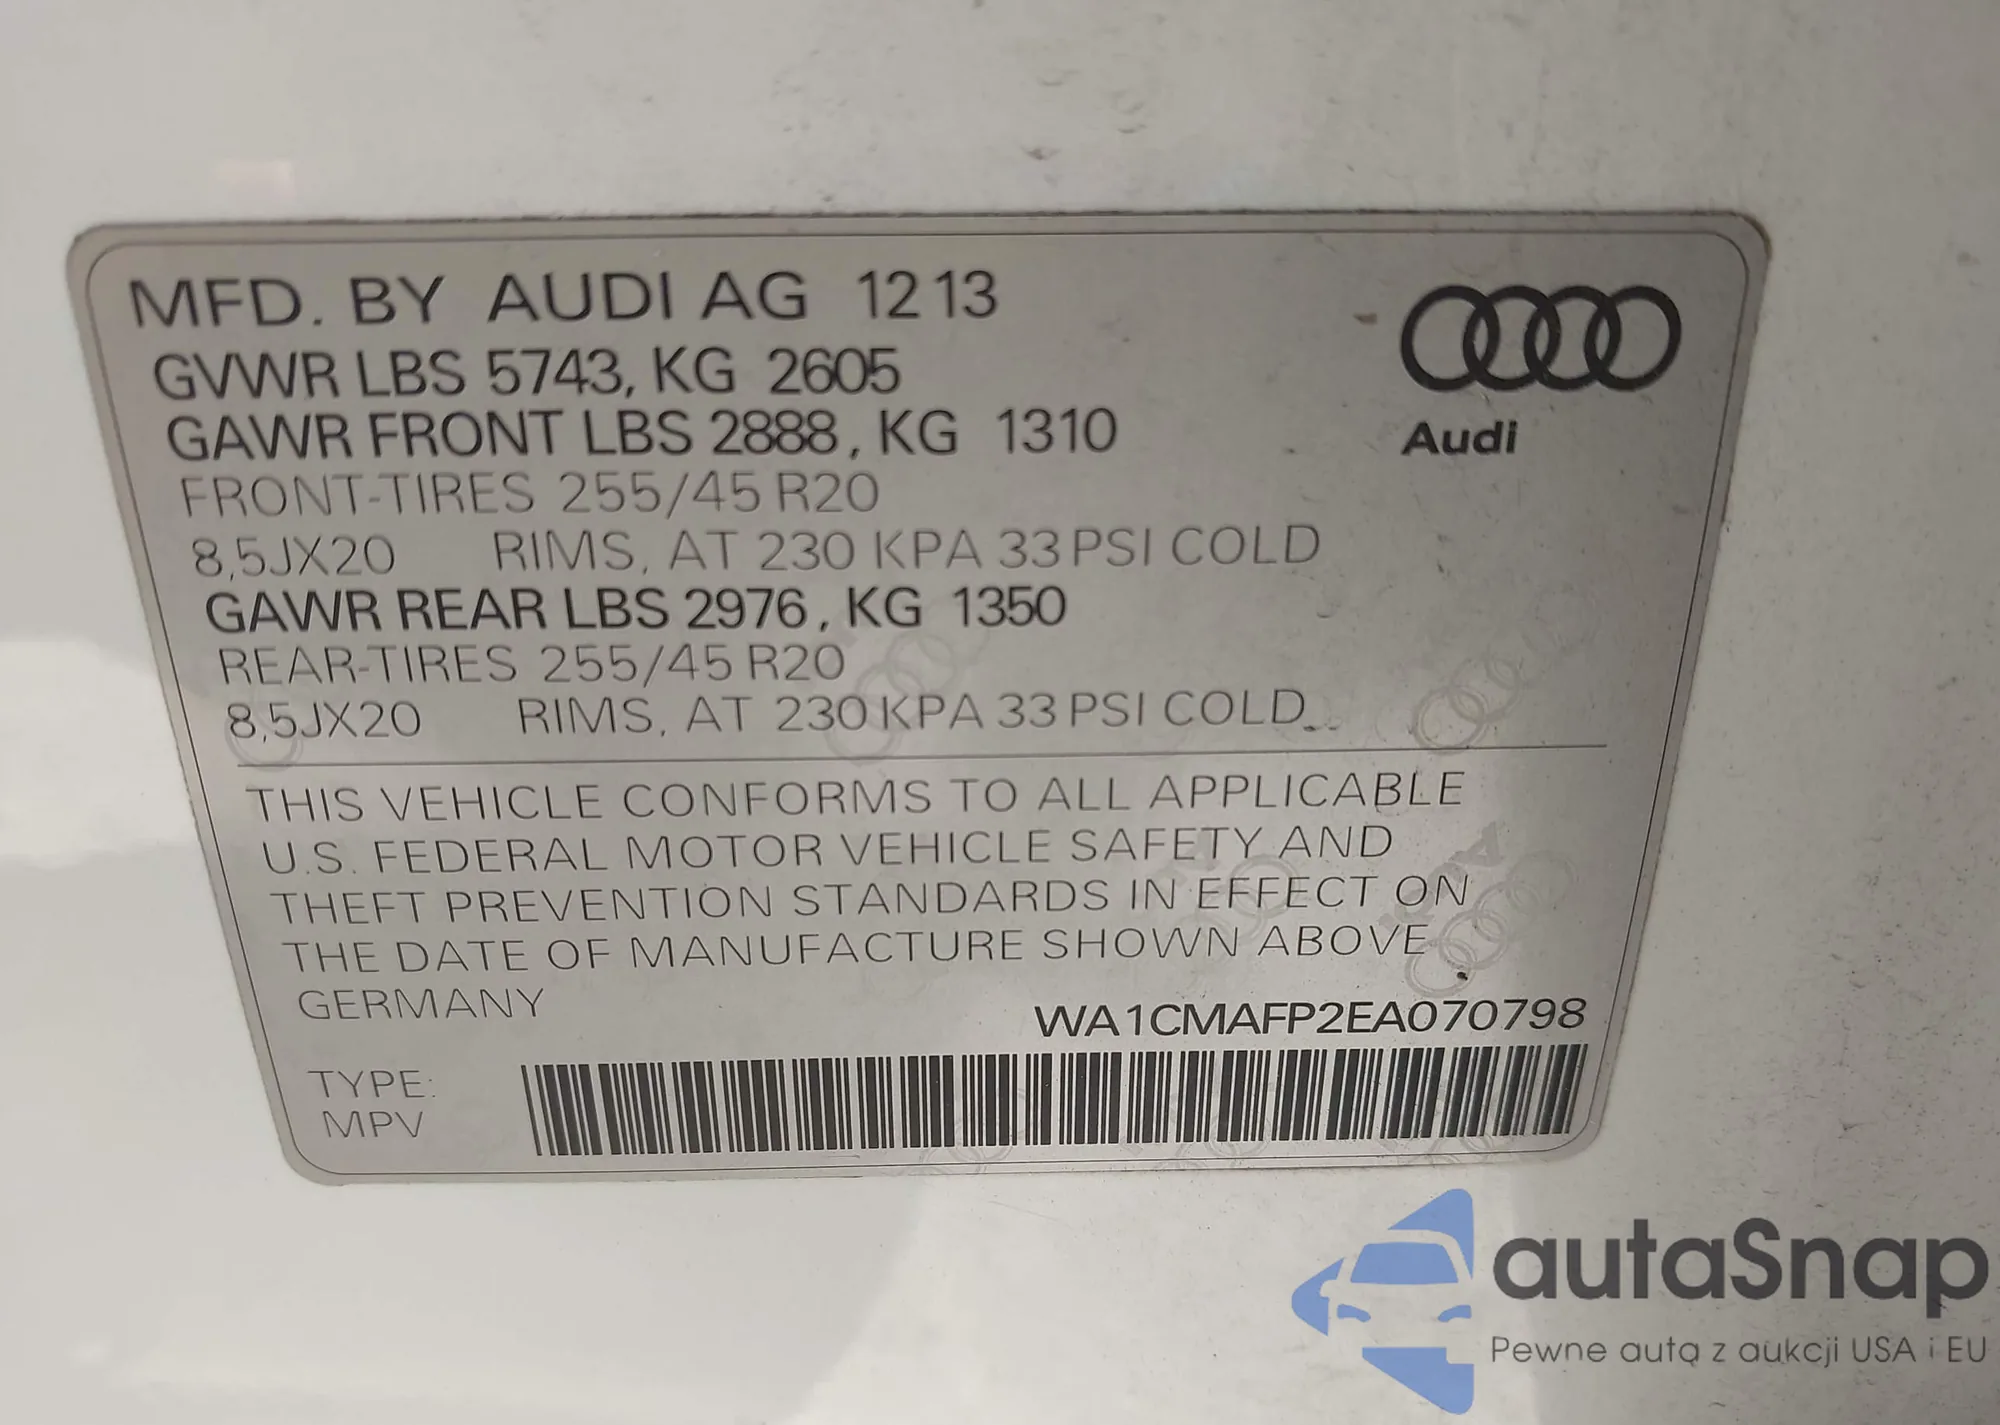 MFD. BY AUDI AG 12 13
GVWR LBS 5743, KG 2605
GAWR FRONT LBS 2888, KG 1310
FRONT-TIRES 255/45 R20
8,5JX20 RIMS, AT 230 KPA 33 PSI COLD
GAWR REAR LBS 2976, KG 1350
REAR-TIRES 255/45 R20
8,5JX20 RIMS, AT 230 KPA 33 PSI COLD
Audi
THIS VEHICLE CONFORMS TO ALL APPLICABLE
U.S. FEDERAL MOTOR VEHICLE SAFETY AND
THEFT PREVENTION STANDARDS IN EFFECT ON
THE DATE OF MANUFACTURE SHOWN ABOVE
GERMANY
WA1CMAFP2EA070798
TYPE:
MPV
autaSnap
Pewne auta z aukcji USA i EU